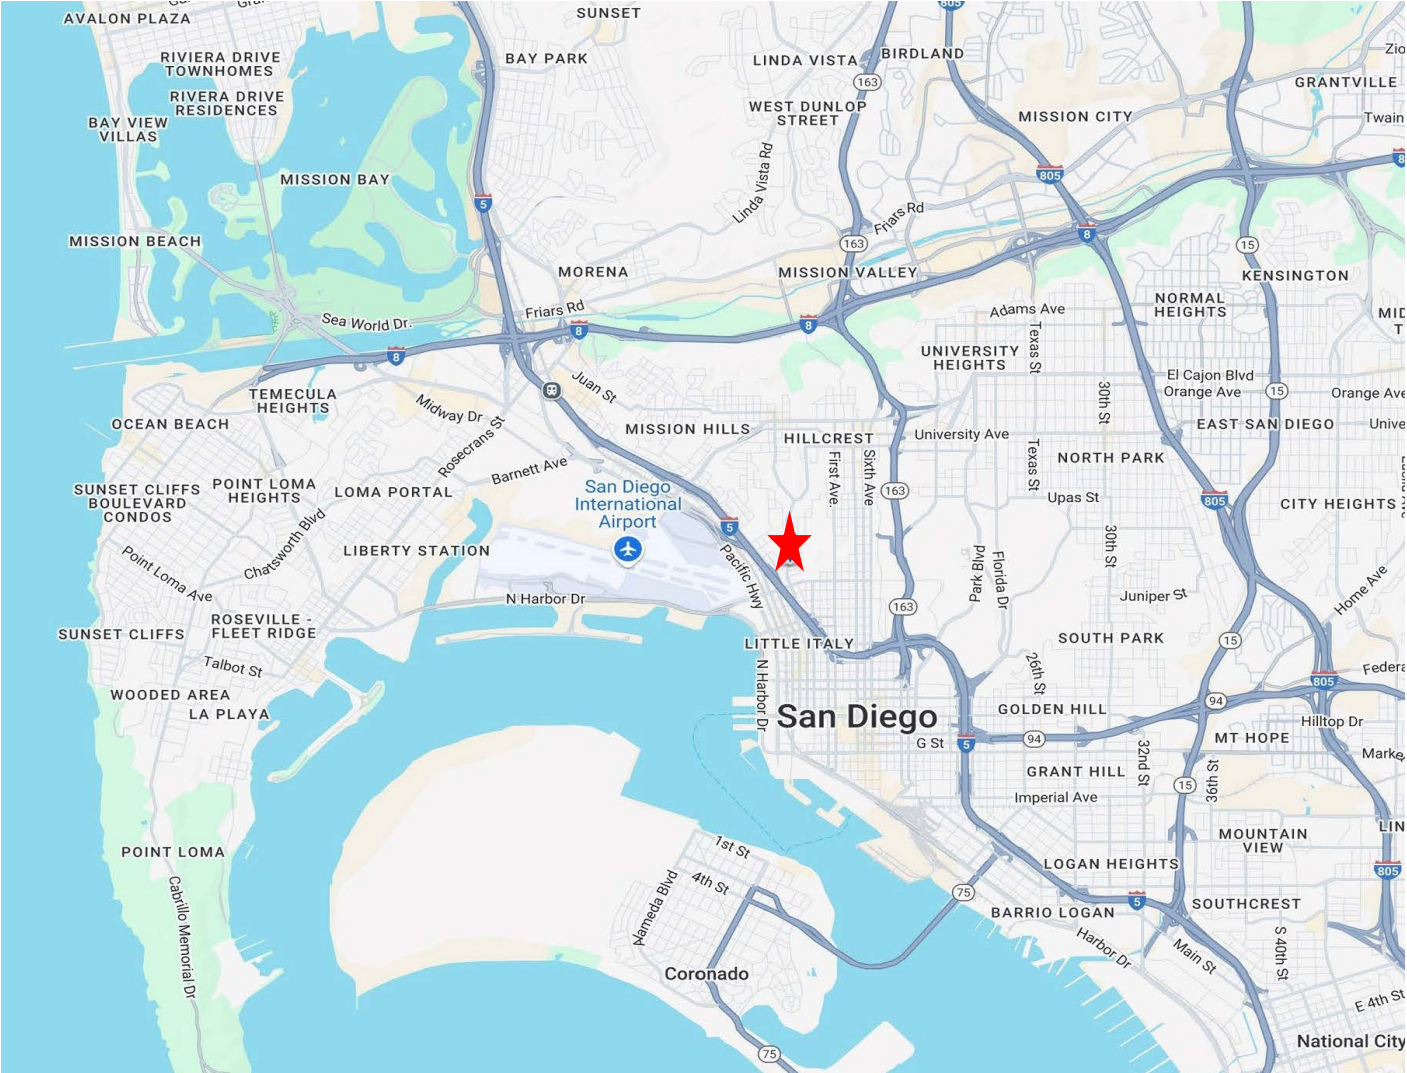 AVALON PLAZA
SUNSET
805
RIVIERA DRIVE
TOWNHOMES
BAY PARK
LINDA VISTA
BIRDLAND
163
GRANTVILLE
RIVERA DRIVE
RESIDENCES
WEST DUNLOP
STREET
MISSION CITY
Twain
BAY VIEW
VILLAS
MISSION BAY
Linda Vista Rd
805
8
5
Friars Rd
MISSION BEACH
163
8
15
MORENA
MISSION VALLEY
KENSINGTON
Sea World Dr.
Friars Rd
8
8
8
Adams Ave
NORMAL
HEIGHTS
MID
T
Texas St
UNIVERSITY
HEIGHTS
El Cajon Blvd
Orange Ave
15
Orange Ave
Juan St
30th St
TEMECULA
HEIGHTS
Midway Dr
OCEAN BEACH
Rosecrans St
MISSION HILLS
HILLCREST
University Ave
EAST SAN DIEGO
Unive
NORTH PARK
Texas St
First Ave.
Sixth Ave
Barnett Ave
SUNSET CLIFFS
BOULEVARD
CONDOS
POINT LOMA
HEIGHTS
LOMA PORTAL
San Diego
International
Airport
163
Upas St
805
CITY HEIGHTS
5
Chatsworth Blvd
LIBERTY STATION
Pacific Hwy
Park Blvd
Florida Dr
30th St
Point Loma Ave
N Harbor Dr
163
Juniper St
Home Ave
ROSEVILLE -
FLEET RIDGE
SUNSET CLIFFS
LITTLE ITALY
SOUTH PARK
15
Talbot St
26th St
Federa
805
WOODED AREA
LA PLAYA
N Harbor Dr
San Diego
GOLDEN HILL
94
G St
5
94
MT HOPE
Hilltop Dr
Marke
GRANT HILL
32nd St
36th St
15
Imperial Ave
LIN
MOUNTAIN
VIEW
POINT LOMA
1st St
4th St
LOGAN HEIGHTS
805
Alameda Blvd
75
5
SOUTHCREST
BARRIO LOGAN
Cabrillo Memorial Dr
Harbor Dr
Main St
S 40th St
Coronado
E 4th St
National City
75